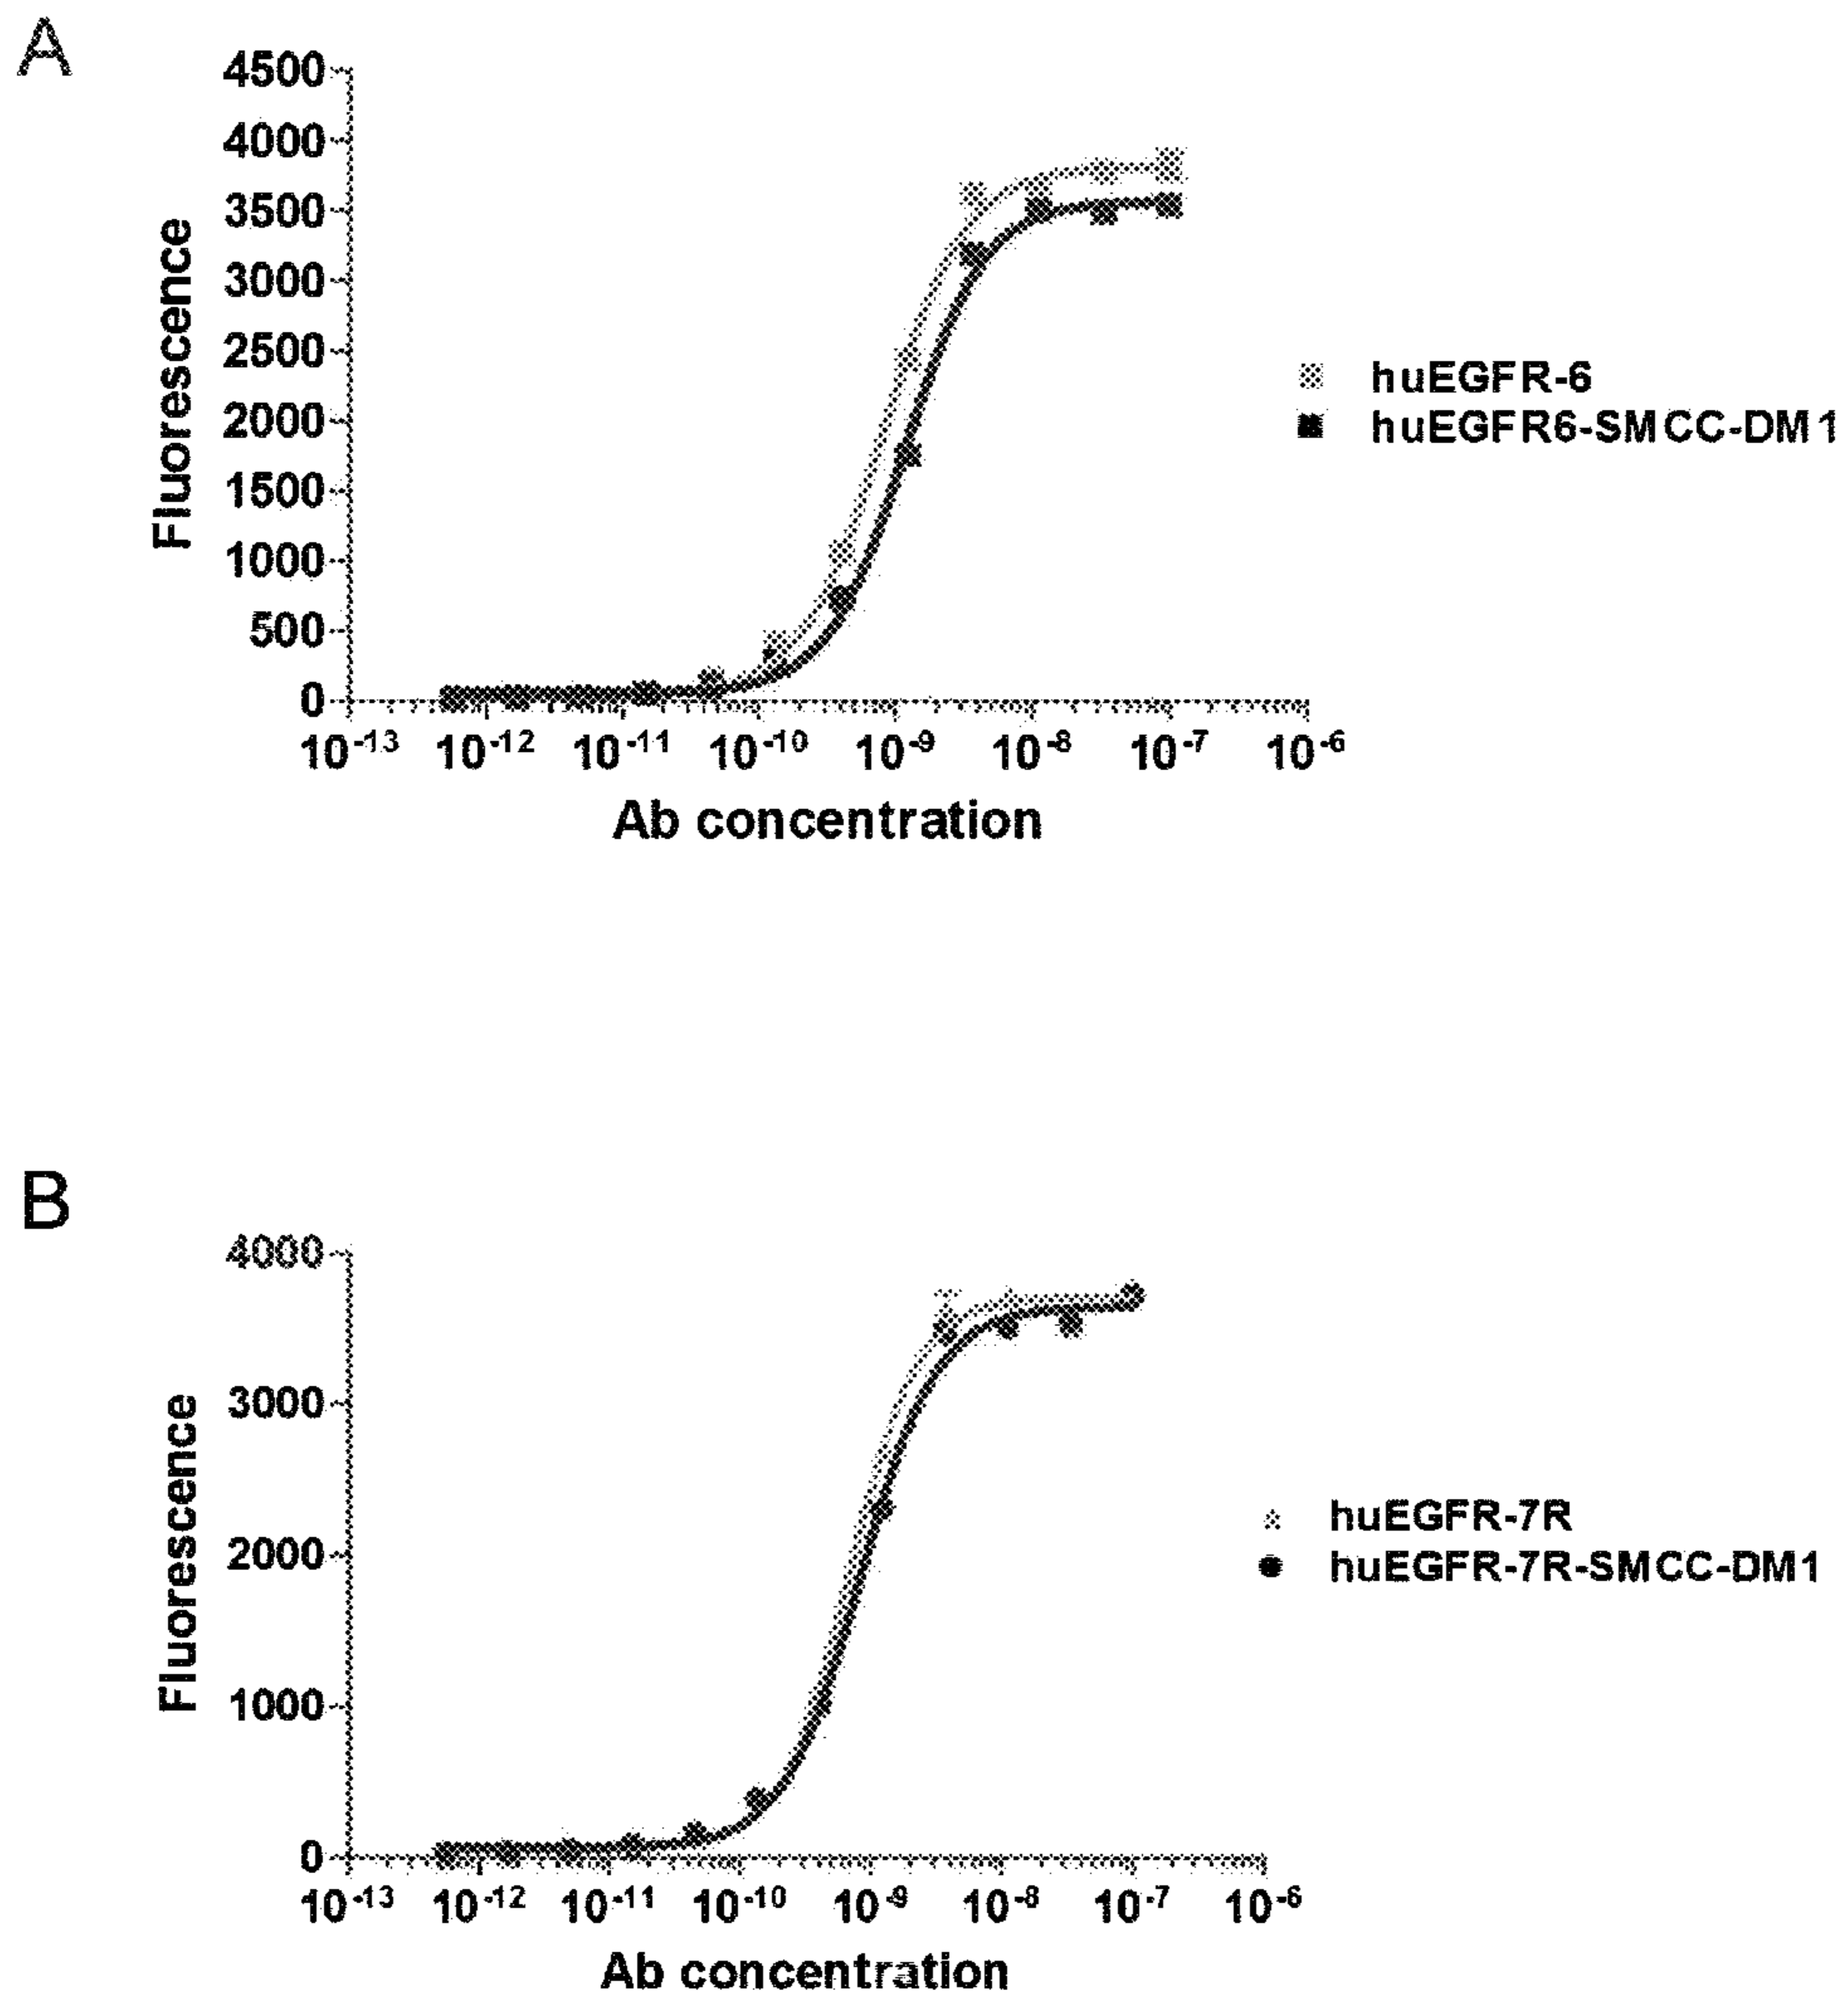 A
4500
4000
3500
3000
2500
2000
1500
1000
500
0
Fluorescence
10-13 10-12 10-11 10-10 10-9 10-8 10-7 10-6
Ab concentration
huEGFR-6
huEGFR6-SMCC-DM1
B
4000
3000
2000
1000
0
Fluorescence
10-13 10-12 10-11 10-10 10-9 10-8 10-7 10-6
Ab concentration
huEGFR-7R
huEGFR-7R-SMCC-DM1